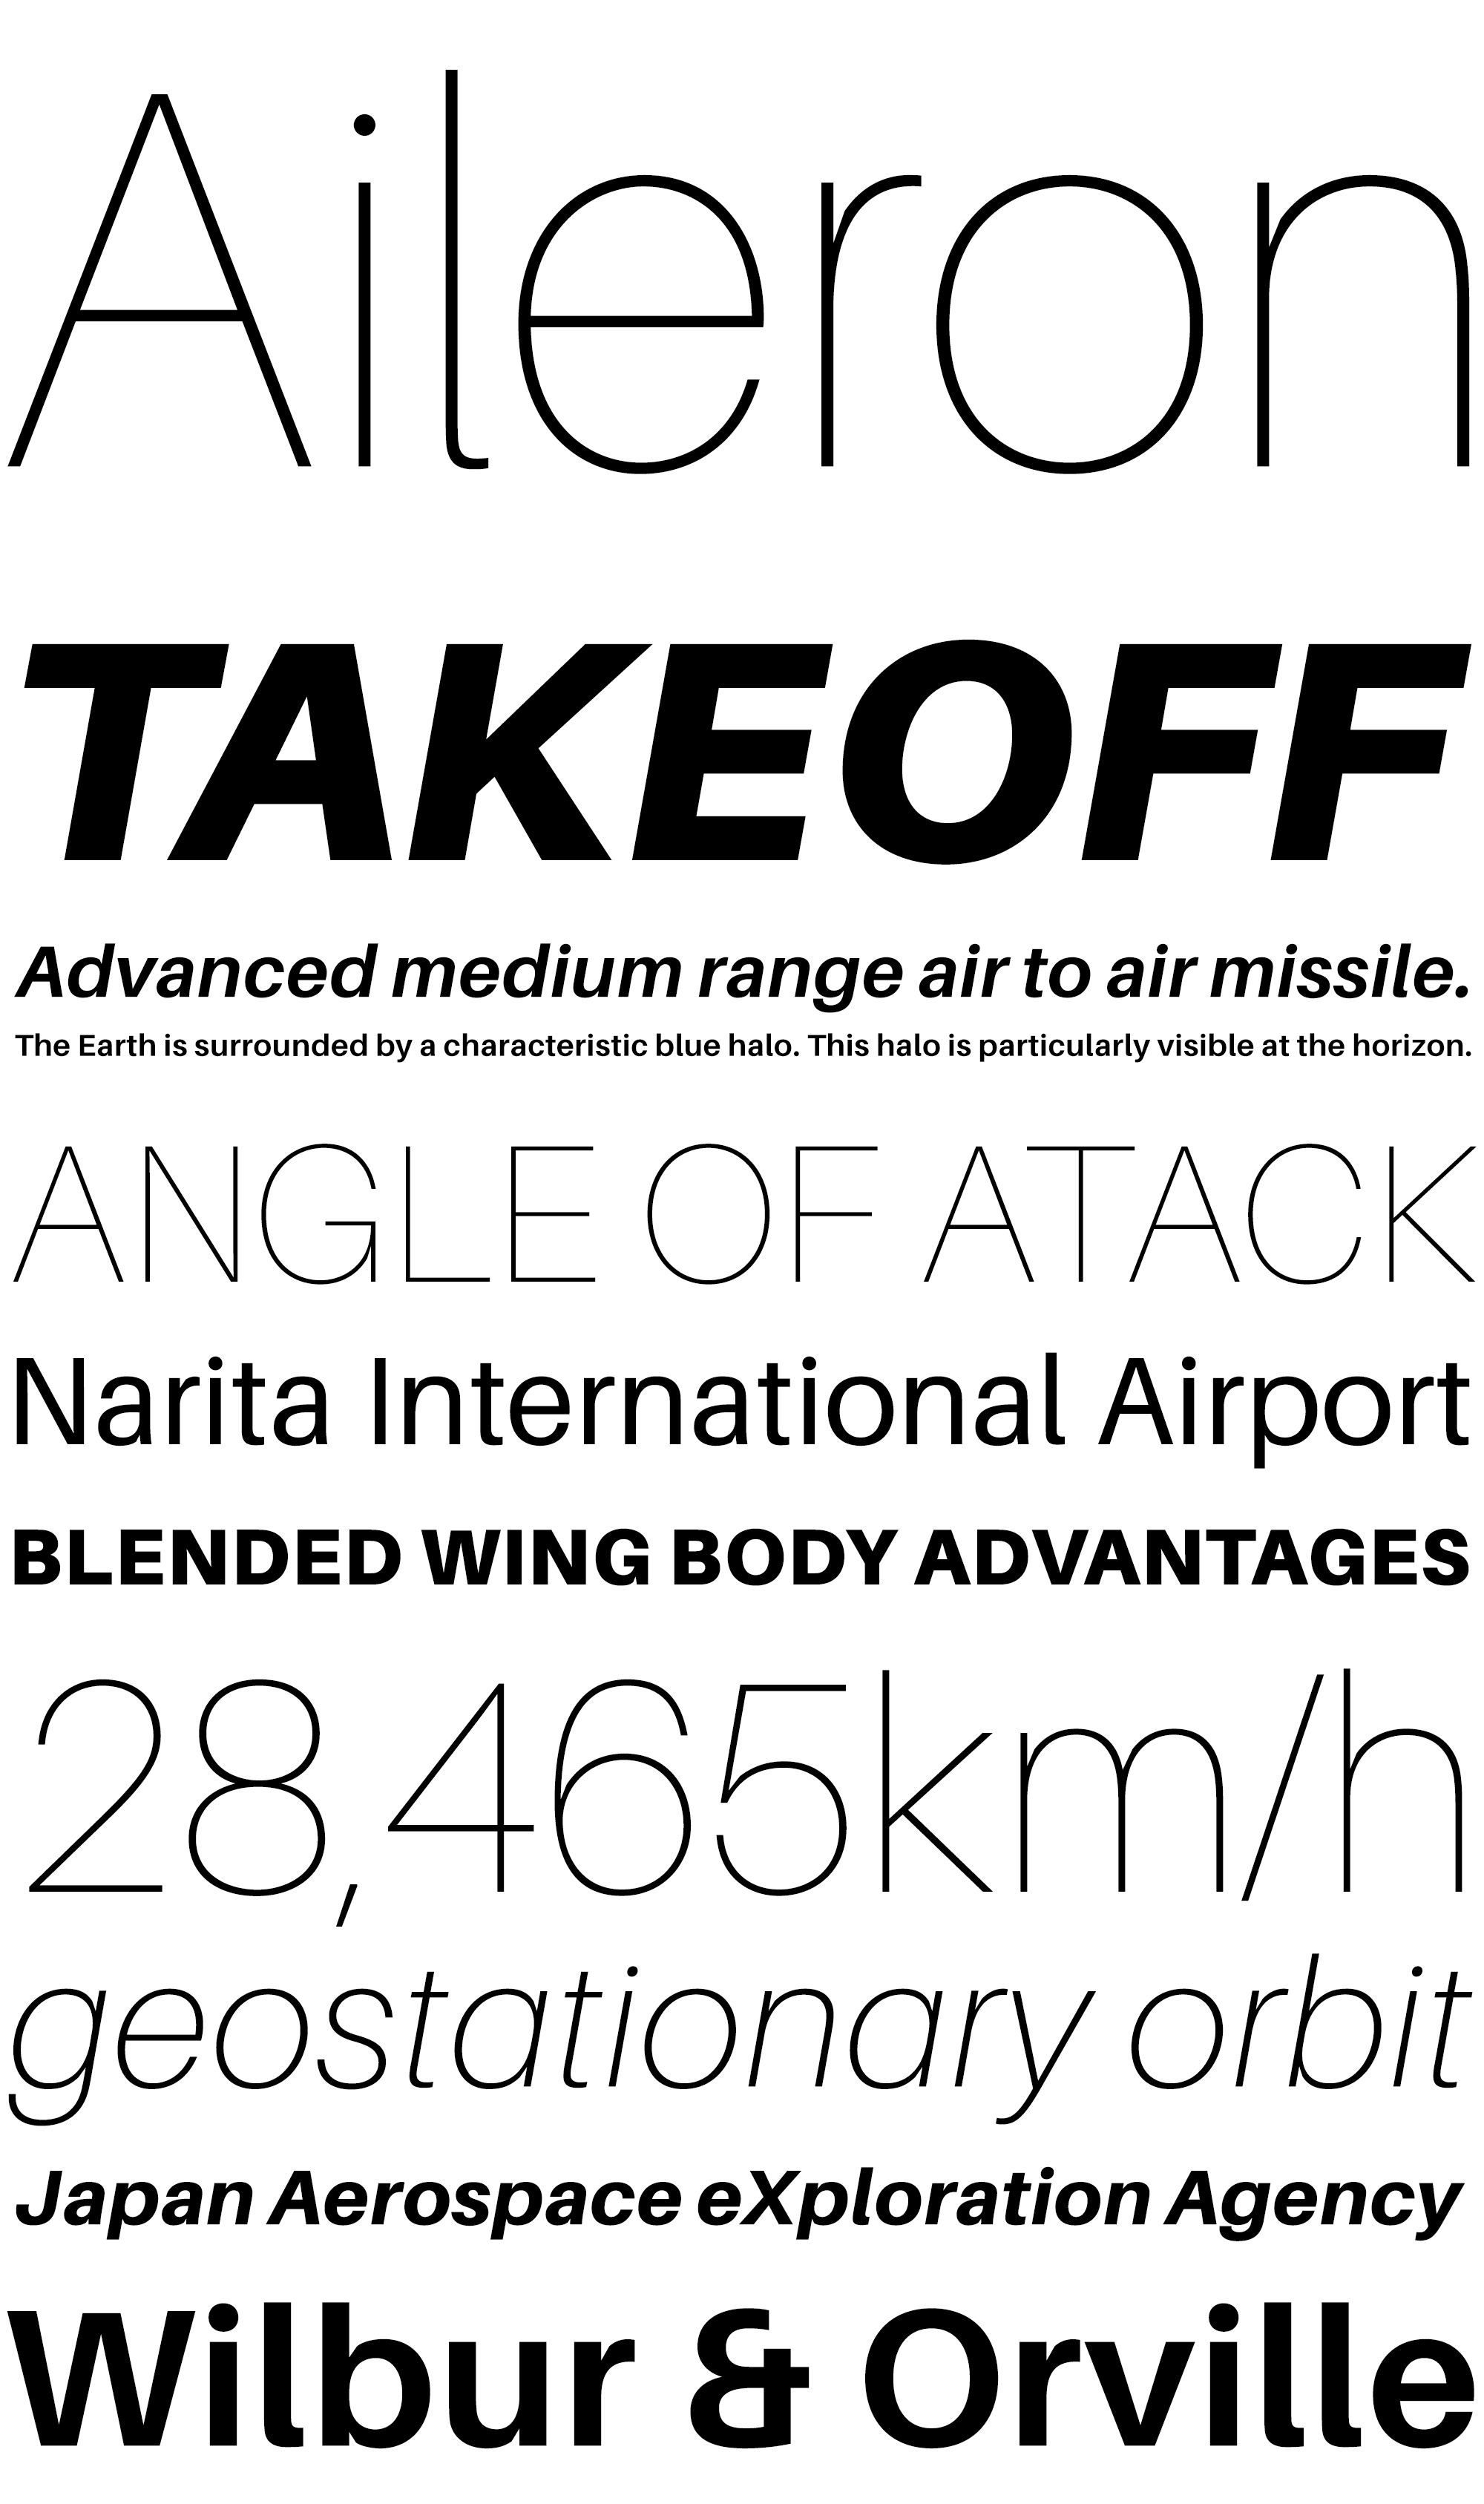 Aileron
TAKEOFF
Advanced medium range air to air missile.
The Earth is surrounded by a characteristic blue halo. This halo is particularly visible at the horizon.
ANGLE OF ATACK
Narita International Airport
BLENDED WING BODY ADVANTAGES
28,465km/h
geostationary orbit
Japan Aerospace eXploration Agency
Wilbur & Orville